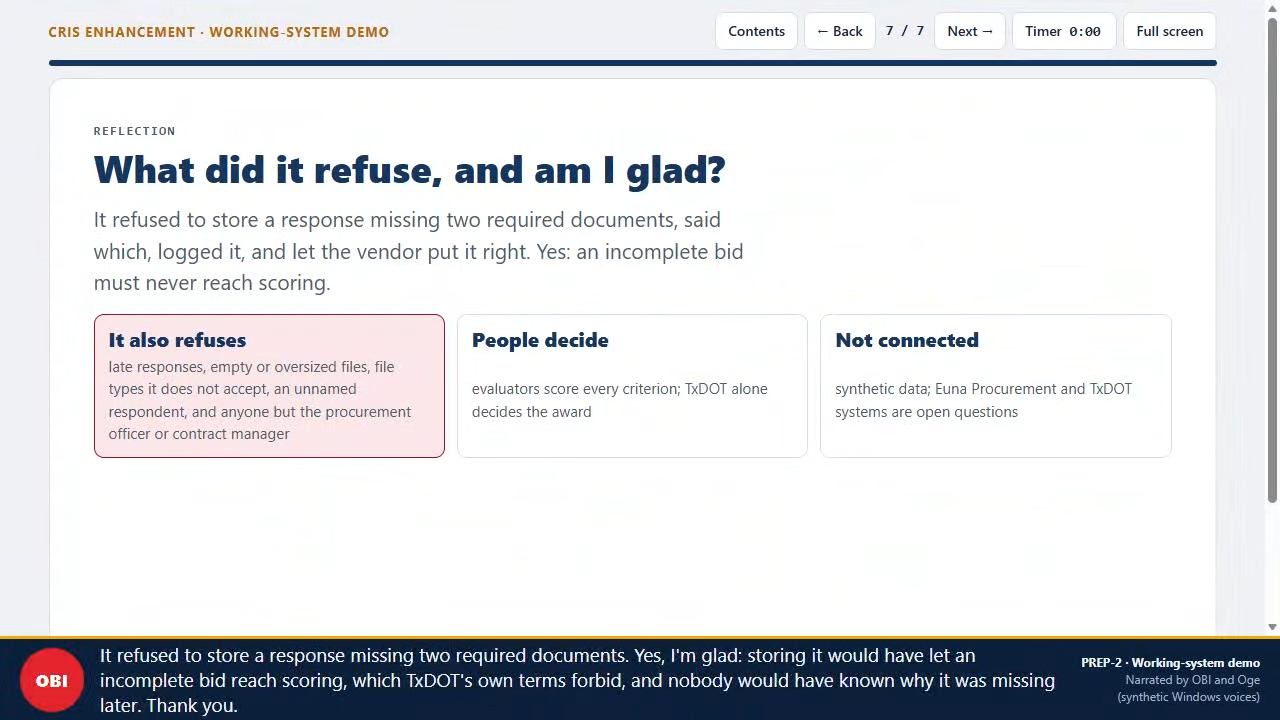 CRIS ENHANCEMENT · WORKING-SYSTEM DEMO
Contents
← Back
7 / 7
Next →
Timer 0:00
Full screen
REFLECTION
What did it refuse, and am I glad?
It refused to store a response missing two required documents, said
which, logged it, and let the vendor put it right. Yes: an incomplete bid
must never reach scoring.
It also refuses
late responses, empty or oversized files, file
types it does not accept, an unnamed
respondent, and anyone but the procurement
officer or contract manager
People decide
evaluators score every criterion; TxDOT alone
decides the award
Not connected
synthetic data; Euna Procurement and TxDOT
systems are open questions
OBI
It refused to store a response missing two required documents. Yes, I'm glad: storing it would have let an
incomplete bid reach scoring, which TxDOT's own terms forbid, and nobody would have known why it was missing
later. Thank you.
PREP-2 · Working-system demo
Narrated by OBI and Oge
(synthetic Windows voices)